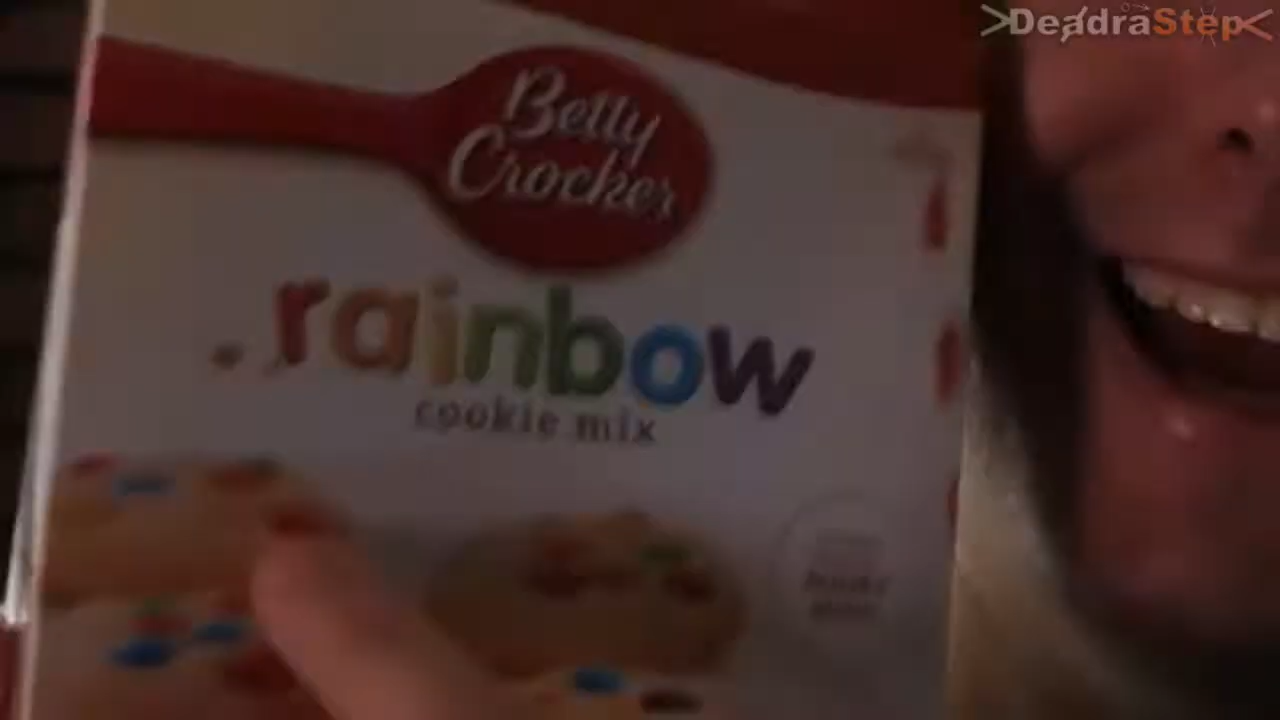 DeadraStep
Betty
Crocker
rainbow
cookie mix